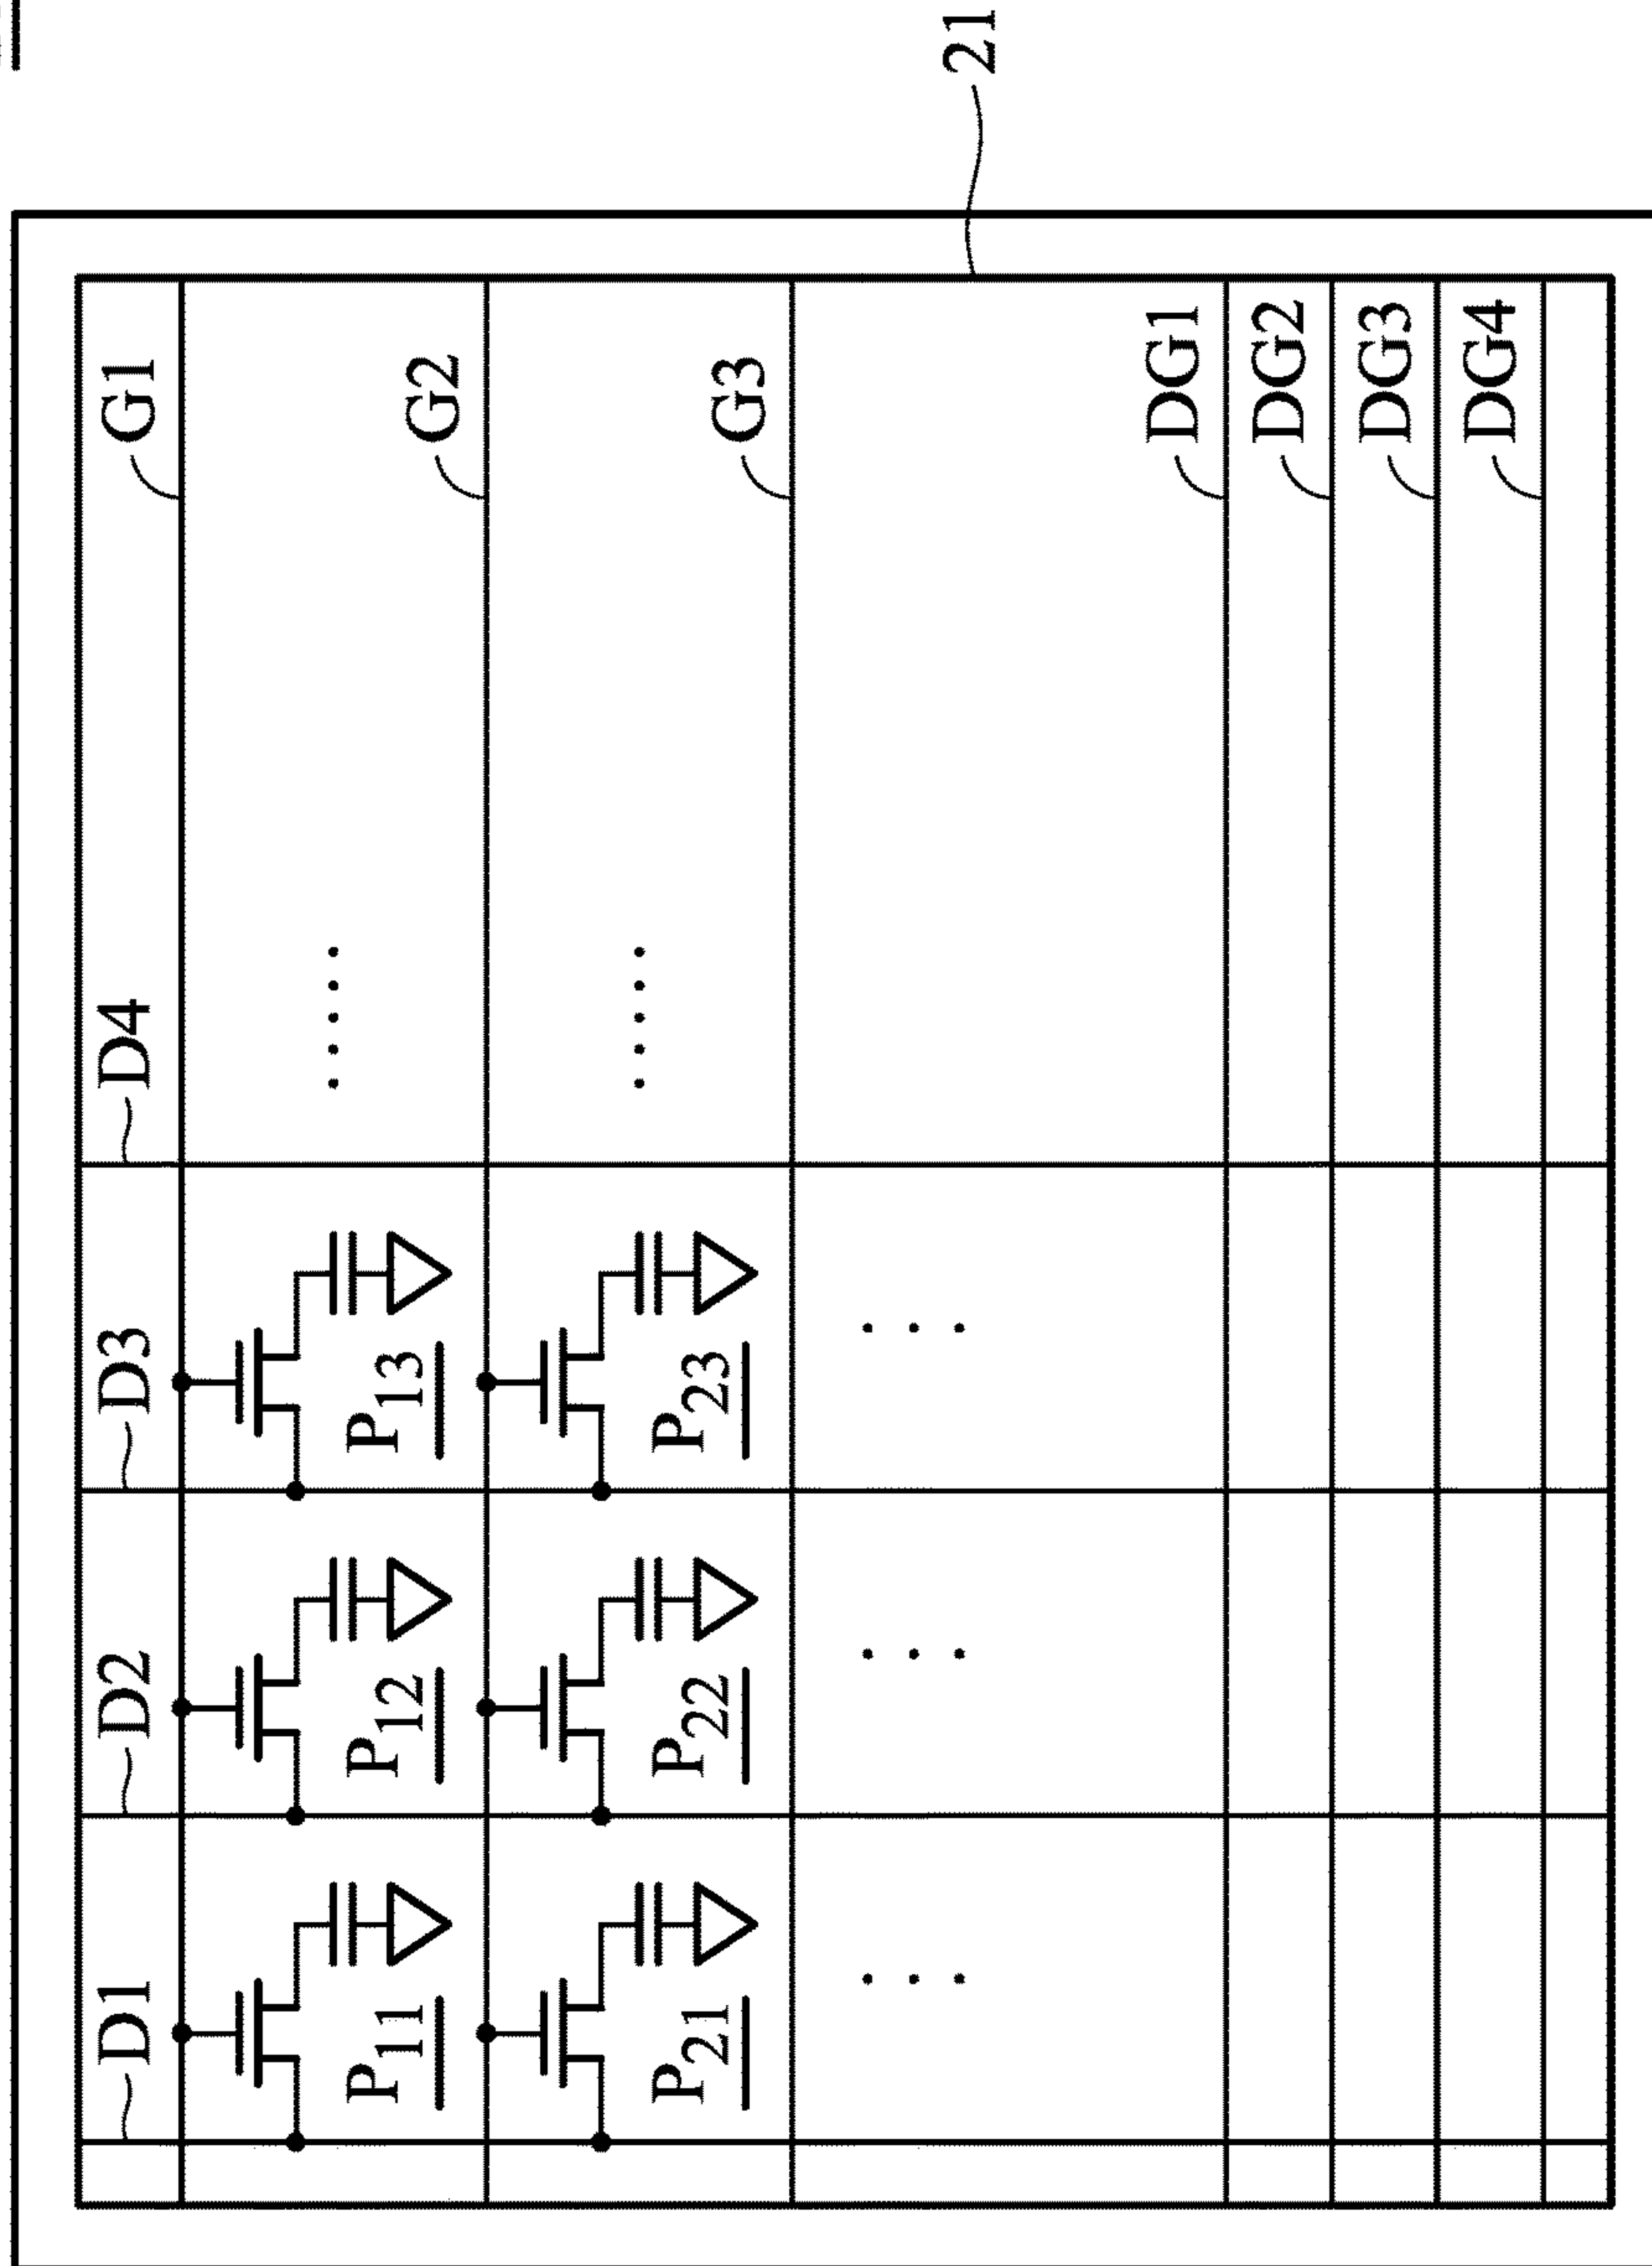 D1 D2 D3 D4 G1
P11 P12 P13
G2
P21 P22 P23
G3
21
DG1
DG2
DG3
DG4